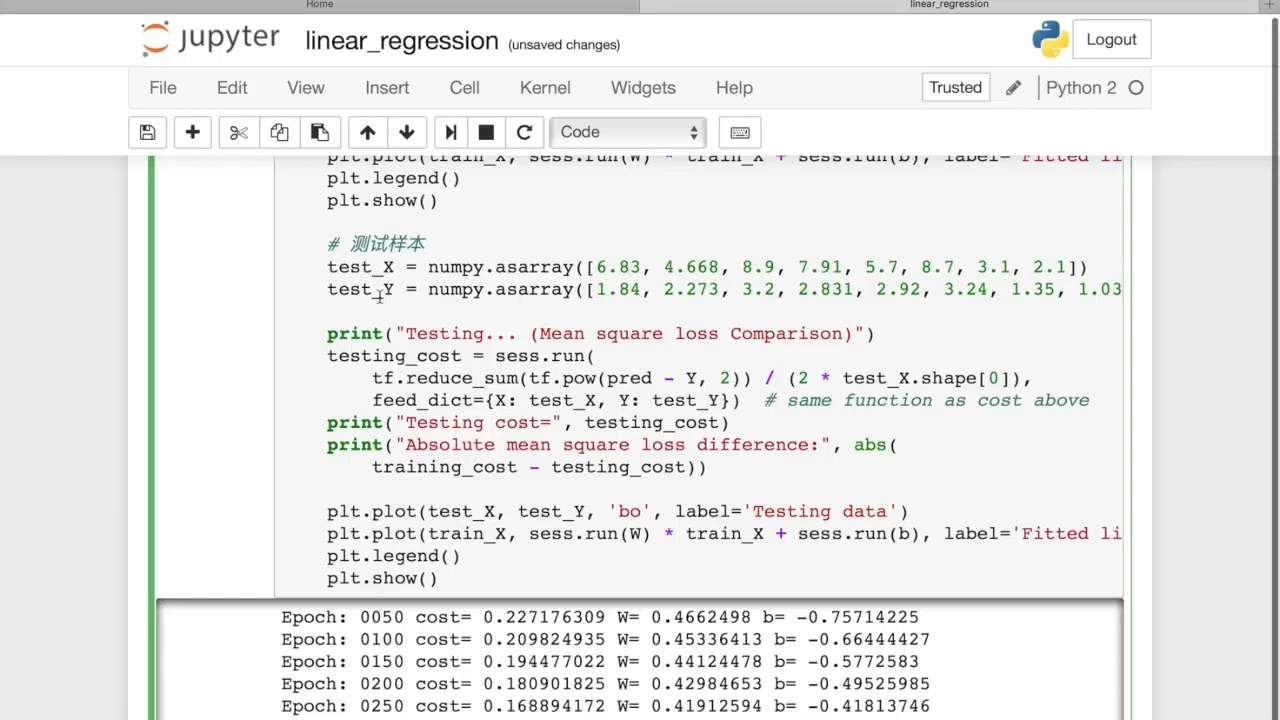 Home linear_regression
jupyter linear_regression (unsaved changes) Logout
File Edit View Insert Cell Kernel Widgets Help Trusted Python 2
Code
plt.plot(train_X, sess.run(W) * train_X + sess.run(b), label='Fitted li
plt.legend()
plt.show()
# 测试样本
test_X = numpy.asarray([6.83, 4.668, 8.9, 7.91, 5.7, 8.7, 3.1, 2.1])
test_Y = numpy.asarray([1.84, 2.273, 3.2, 2.831, 2.92, 3.24, 1.35, 1.03
print("Testing... (Mean square loss Comparison)")
testing_cost = sess.run(
tf.reduce_sum(tf.pow(pred - Y, 2)) / (2 * test_X.shape[0]),
feed_dict={X: test_X, Y: test_Y})  # same function as cost above
print("Testing cost=", testing_cost)
print("Absolute mean square loss difference:", abs(
training_cost - testing_cost))
plt.plot(test_X, test_Y, 'bo', label='Testing data')
plt.plot(train_X, sess.run(W) * train_X + sess.run(b), label='Fitted li
plt.legend()
plt.show()
Epoch: 0050 cost= 0.227176309 W= 0.4662498 b= -0.75714225
Epoch: 0100 cost= 0.209824935 W= 0.45336413 b= -0.66444427
Epoch: 0150 cost= 0.194477022 W= 0.44124478 b= -0.5772583
Epoch: 0200 cost= 0.180901825 W= 0.42984653 b= -0.49525985
Epoch: 0250 cost= 0.168894172 W= 0.41912594 b= -0.41813746